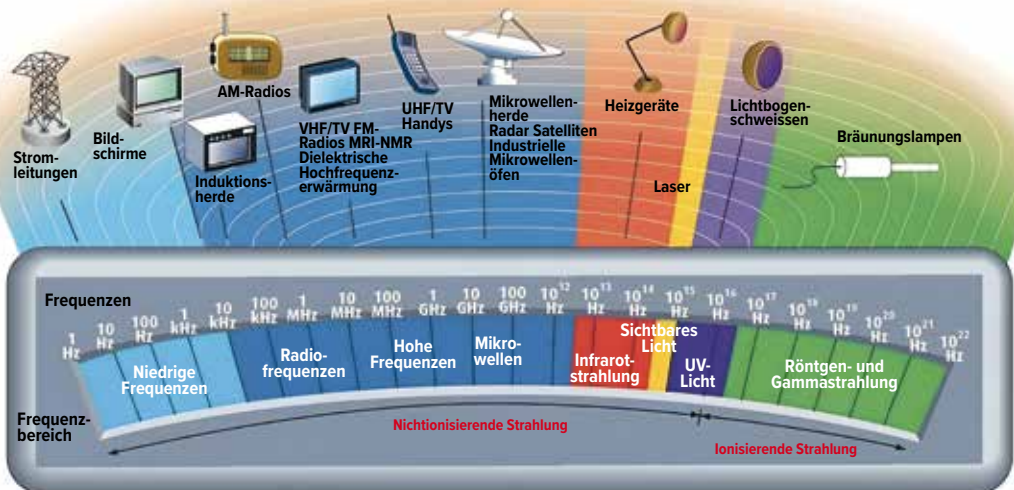 Strom-
leitungen
Bild-
schirme
AM-Radios
Induktions-
herde
VHF/TV FM-
Radios MRI-NMR
Dielektrische
Hochfrequenz-
erwärmung
UHF/TV
Handys
Mikrowellen-
herde
Radar Satelliten
Industrielle
Mikrowellen-
öfen
Heizgeräte
Laser
Lichtbogen-
schweissen
Bräunungslampen
Frequenzen
1
Hz
10
Hz
100
Hz
1
kHz
10
kHz
100
kHz
1
MHz
10
MHz
100
MHz
1
GHz
10
GHz
100
GHz
10¹²
Hz
10¹³
Hz
10¹⁴
Hz
10¹⁵
Hz
10¹⁶
Hz
10¹⁷
Hz
10¹⁸
Hz
10¹⁹
Hz
10²⁰
Hz
10²¹
Hz
10²²
Hz
Niedrige
Frequenzen
Radio-
frequenzen
Hohe
Frequenzen
Mikro-
wellen
Infrarot-
strahlung
Sichtbares
Licht
UV-
Licht
Röntgen- und
Gammastrahlung
Frequenz-
bereich
Nichtionisierende Strahlung
Ionisierende Strahlung